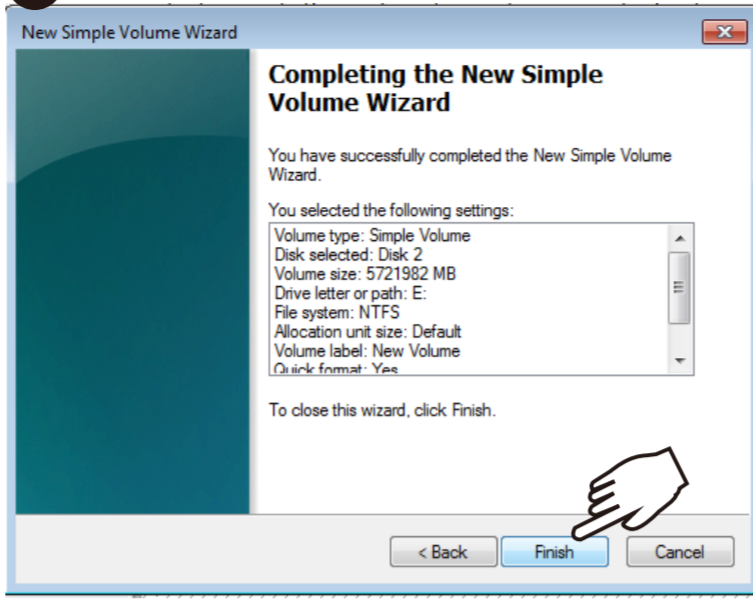 New Simple Volume Wizard
Completing the New Simple
Volume Wizard
You have successfully completed the New Simple Volume
Wizard.
You selected the following settings:
Volume type: Simple Volume
Disk selected: Disk 2
Volume size: 5721982 MB
Drive letter or path: E:
File system: NTFS
Allocation unit size: Default
Volume label: New Volume
Quick format: Yes
To close this wizard, click Finish.
< Back
Finish
Cancel